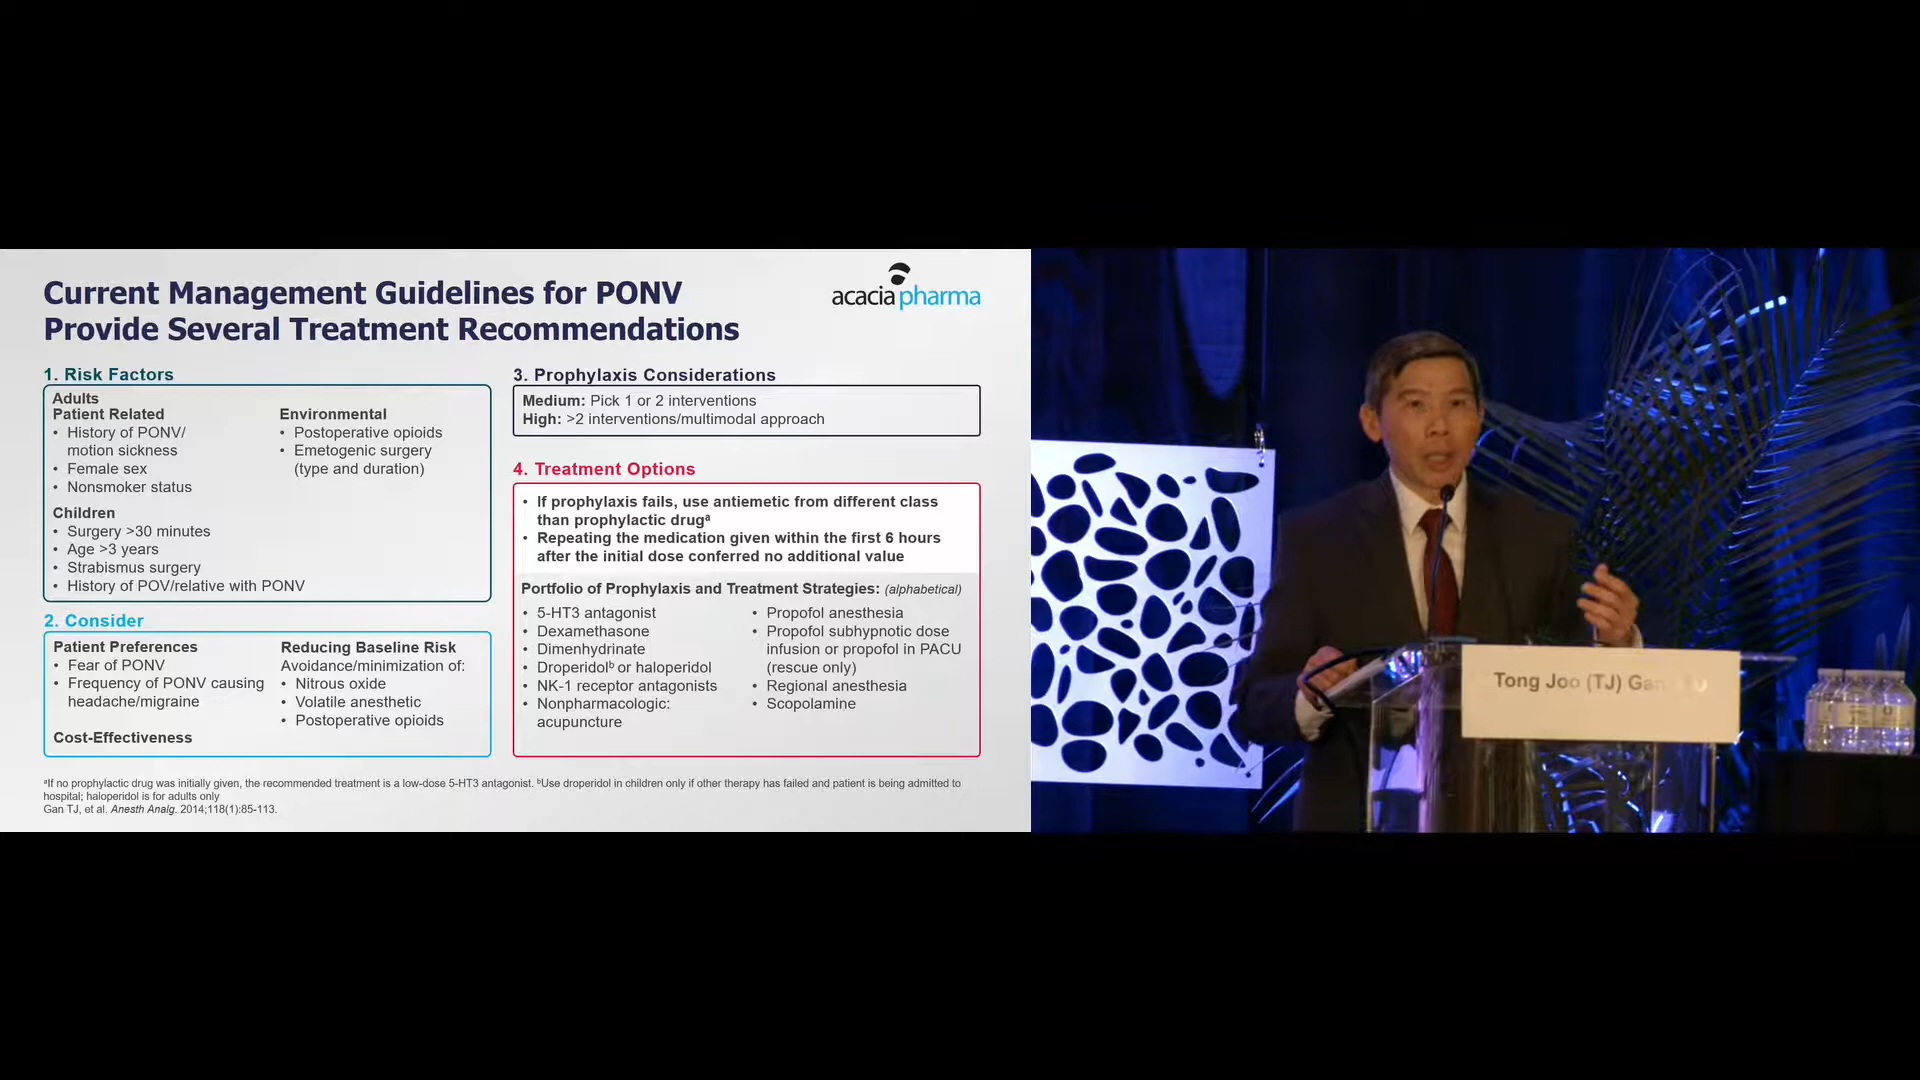 Current Management Guidelines for PONV
Provide Several Treatment Recommendations
acacia pharma
1. Risk Factors
Adults
Patient Related
• History of PONV/
motion sickness
• Female sex
• Nonsmoker status
Environmental
• Postoperative opioids
• Emetogenic surgery
(type and duration)
Children
• Surgery >30 minutes
• Age >3 years
• Strabismus surgery
• History of POV/relative with PONV
2. Consider
Patient Preferences
• Fear of PONV
• Frequency of PONV causing
headache/migraine
Cost-Effectiveness
Reducing Baseline Risk
Avoidance/minimization of:
• Nitrous oxide
• Volatile anesthetic
• Postoperative opioids
3. Prophylaxis Considerations
Medium: Pick 1 or 2 interventions
High: >2 interventions/multimodal approach
4. Treatment Options
• If prophylaxis fails, use antiemetic from different class
than prophylactic drugᵃ
• Repeating the medication given within the first 6 hours
after the initial dose conferred no additional value
Portfolio of Prophylaxis and Treatment Strategies: (alphabetical)
• 5-HT3 antagonist
• Dexamethasone
• Dimenhydrinate
• Droperidolᵇ or haloperidol
• NK-1 receptor antagonists
• Nonpharmacologic:
acupuncture
• Propofol anesthesia
• Propofol subhypnotic dose
infusion or propofol in PACU
(rescue only)
• Regional anesthesia
• Scopolamine
ᵃIf no prophylactic drug was initially given, the recommended treatment is a low-dose 5-HT3 antagonist. ᵇUse droperidol in children only if other therapy has failed and patient is being admitted to
hospital; haloperidol is for adults only
Gan TJ, et al. Anesth Analg. 2014;118(1):85-113.
Tong Joo (TJ) Gan